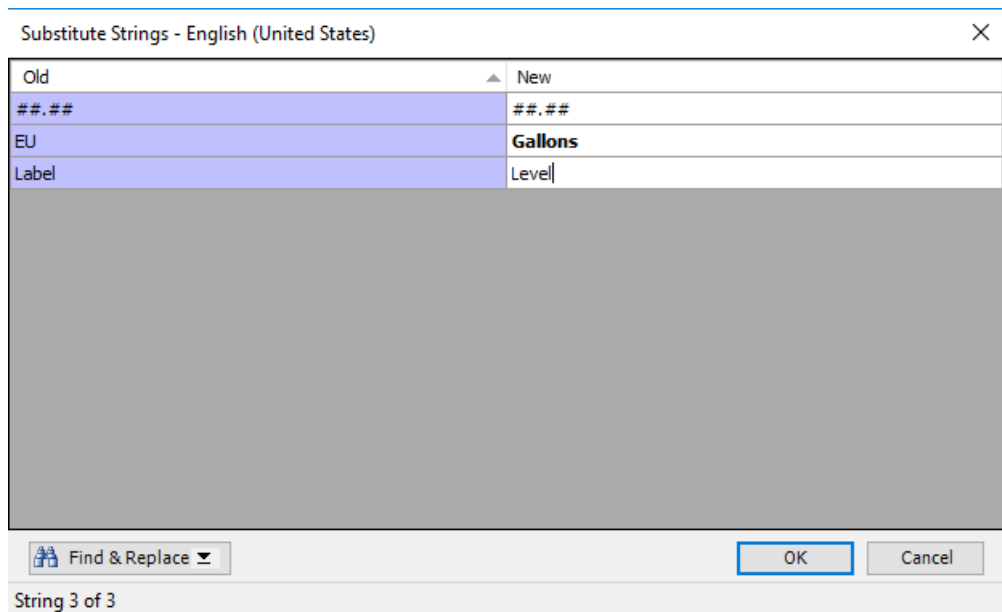 Substitute Strings - English (United States)
Old New
##.## ##.##
EU Gallons
Label Level
Find & Replace
OK Cancel
String 3 of 3